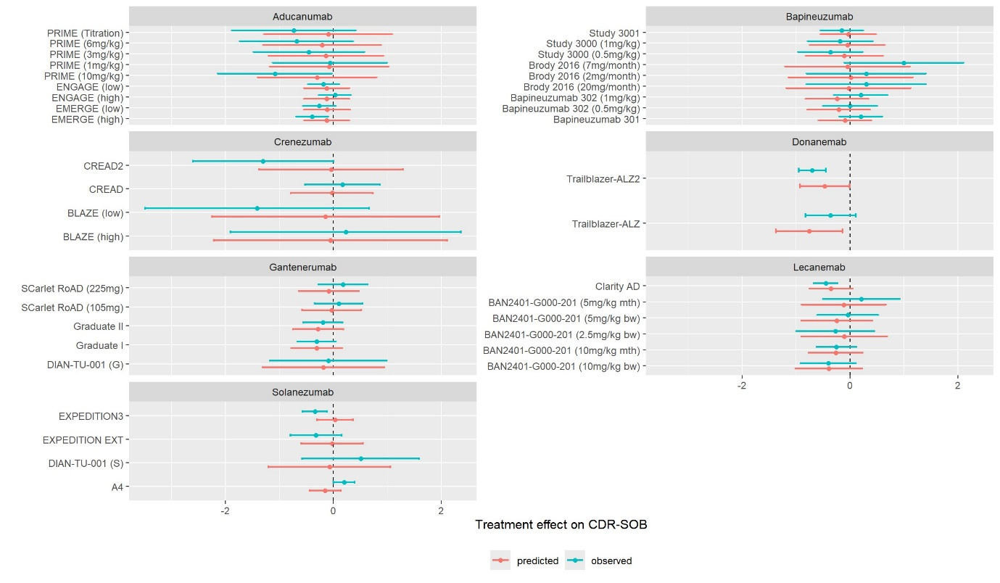 Aducanumab
PRIME (Titration)
PRIME (6mg/kg)
PRIME (3mg/kg)
PRIME (1mg/kg)
PRIME (10mg/kg)
ENGAGE (low)
ENGAGE (high)
EMERGE (low)
EMERGE (high)
Bapineuzumab
Study 3001
Study 3000 (1mg/kg)
Study 3000 (0.5mg/kg)
Brody 2016 (7mg/month)
Brody 2016 (2mg/month)
Brody 2016 (20mg/month)
Bapineuzumab 302 (1mg/kg)
Bapineuzumab 302 (0.5mg/kg)
Bapineuzumab 301
Crenezumab
CREAD2
CREAD
BLAZE (low)
BLAZE (high)
Donanemab
Trailblazer-ALZ2
Trailblazer-ALZ
Gantenerumab
SCarlet RoAD (225mg)
SCarlet RoAD (105mg)
Graduate II
Graduate I
DIAN-TU-001 (G)
Lecanemab
Clarity AD
BAN2401-G000-201 (5mg/kg mth)
BAN2401-G000-201 (5mg/kg bw)
BAN2401-G000-201 (2.5mg/kg bw)
BAN2401-G000-201 (10mg/kg mth)
BAN2401-G000-201 (10mg/kg bw)
-2 0 2
Solanezumab
EXPEDITION3
EXPEDITION EXT
DIAN-TU-001 (S)
A4
-2 0 2
Treatment effect on CDR-SOB
predicted observed